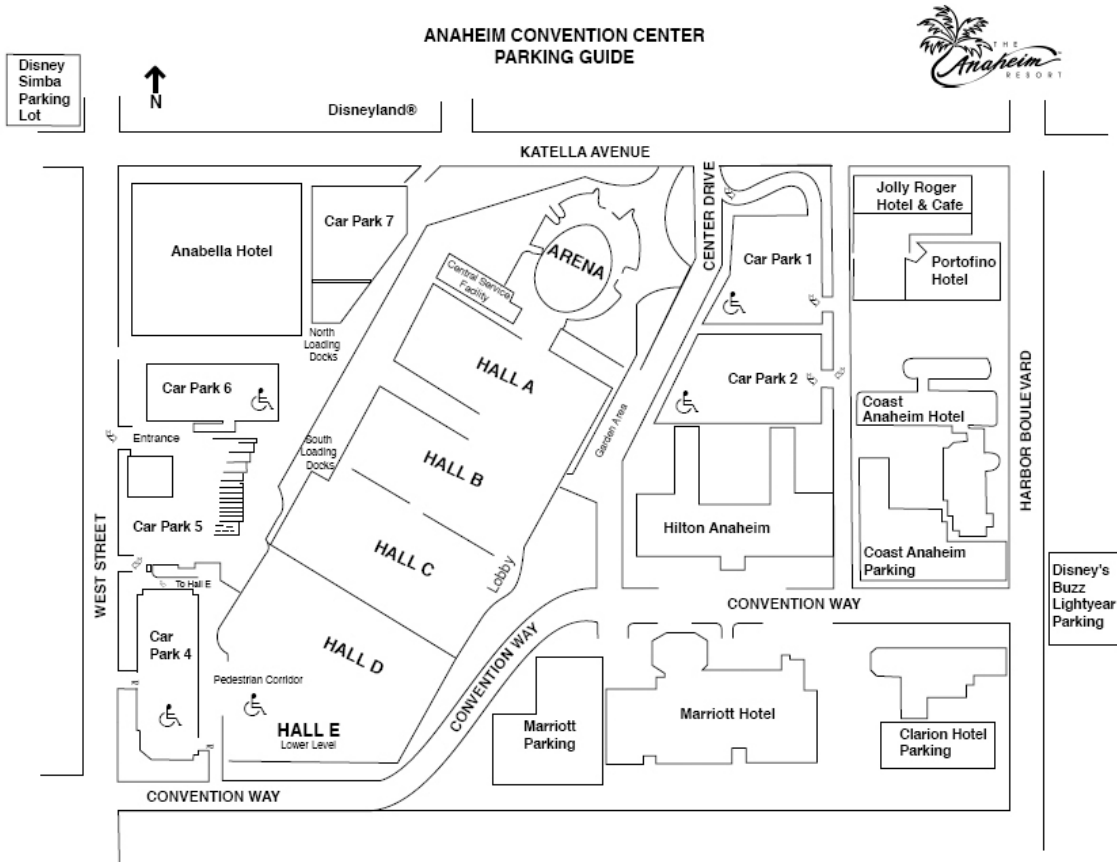 ANAHEIM CONVENTION CENTER
PARKING GUIDE
THE
Anaheim
RESORT
Disney
Simba
Parking
Lot
N
Disneyland®
KATELLA AVENUE
Anabella Hotel
Car Park 7
ARENA
Central Service
Facility
CENTER DRIVE
Car Park 1
Jolly Roger
Hotel & Cafe
Portofino
Hotel
North
Loading
Docks
HALL A
Car Park 2
Car Park 6
Garden Area
Coast
Anaheim Hotel
HARBOR BOULEVARD
Entrance
South
Loading
Docks
HALL B
Car Park 5
Hilton Anaheim
WEST STREET
HALL C
Lobby
Coast Anaheim
Parking
Disney's
Buzz
Lightyear
Parking
To Hall E
CONVENTION WAY
Car
Park 4
HALL D
CONVENTION WAY
Pedestrian Corridor
HALL E
Lower Level
Marriott
Parking
Marriott Hotel
Clarion Hotel
Parking
CONVENTION WAY